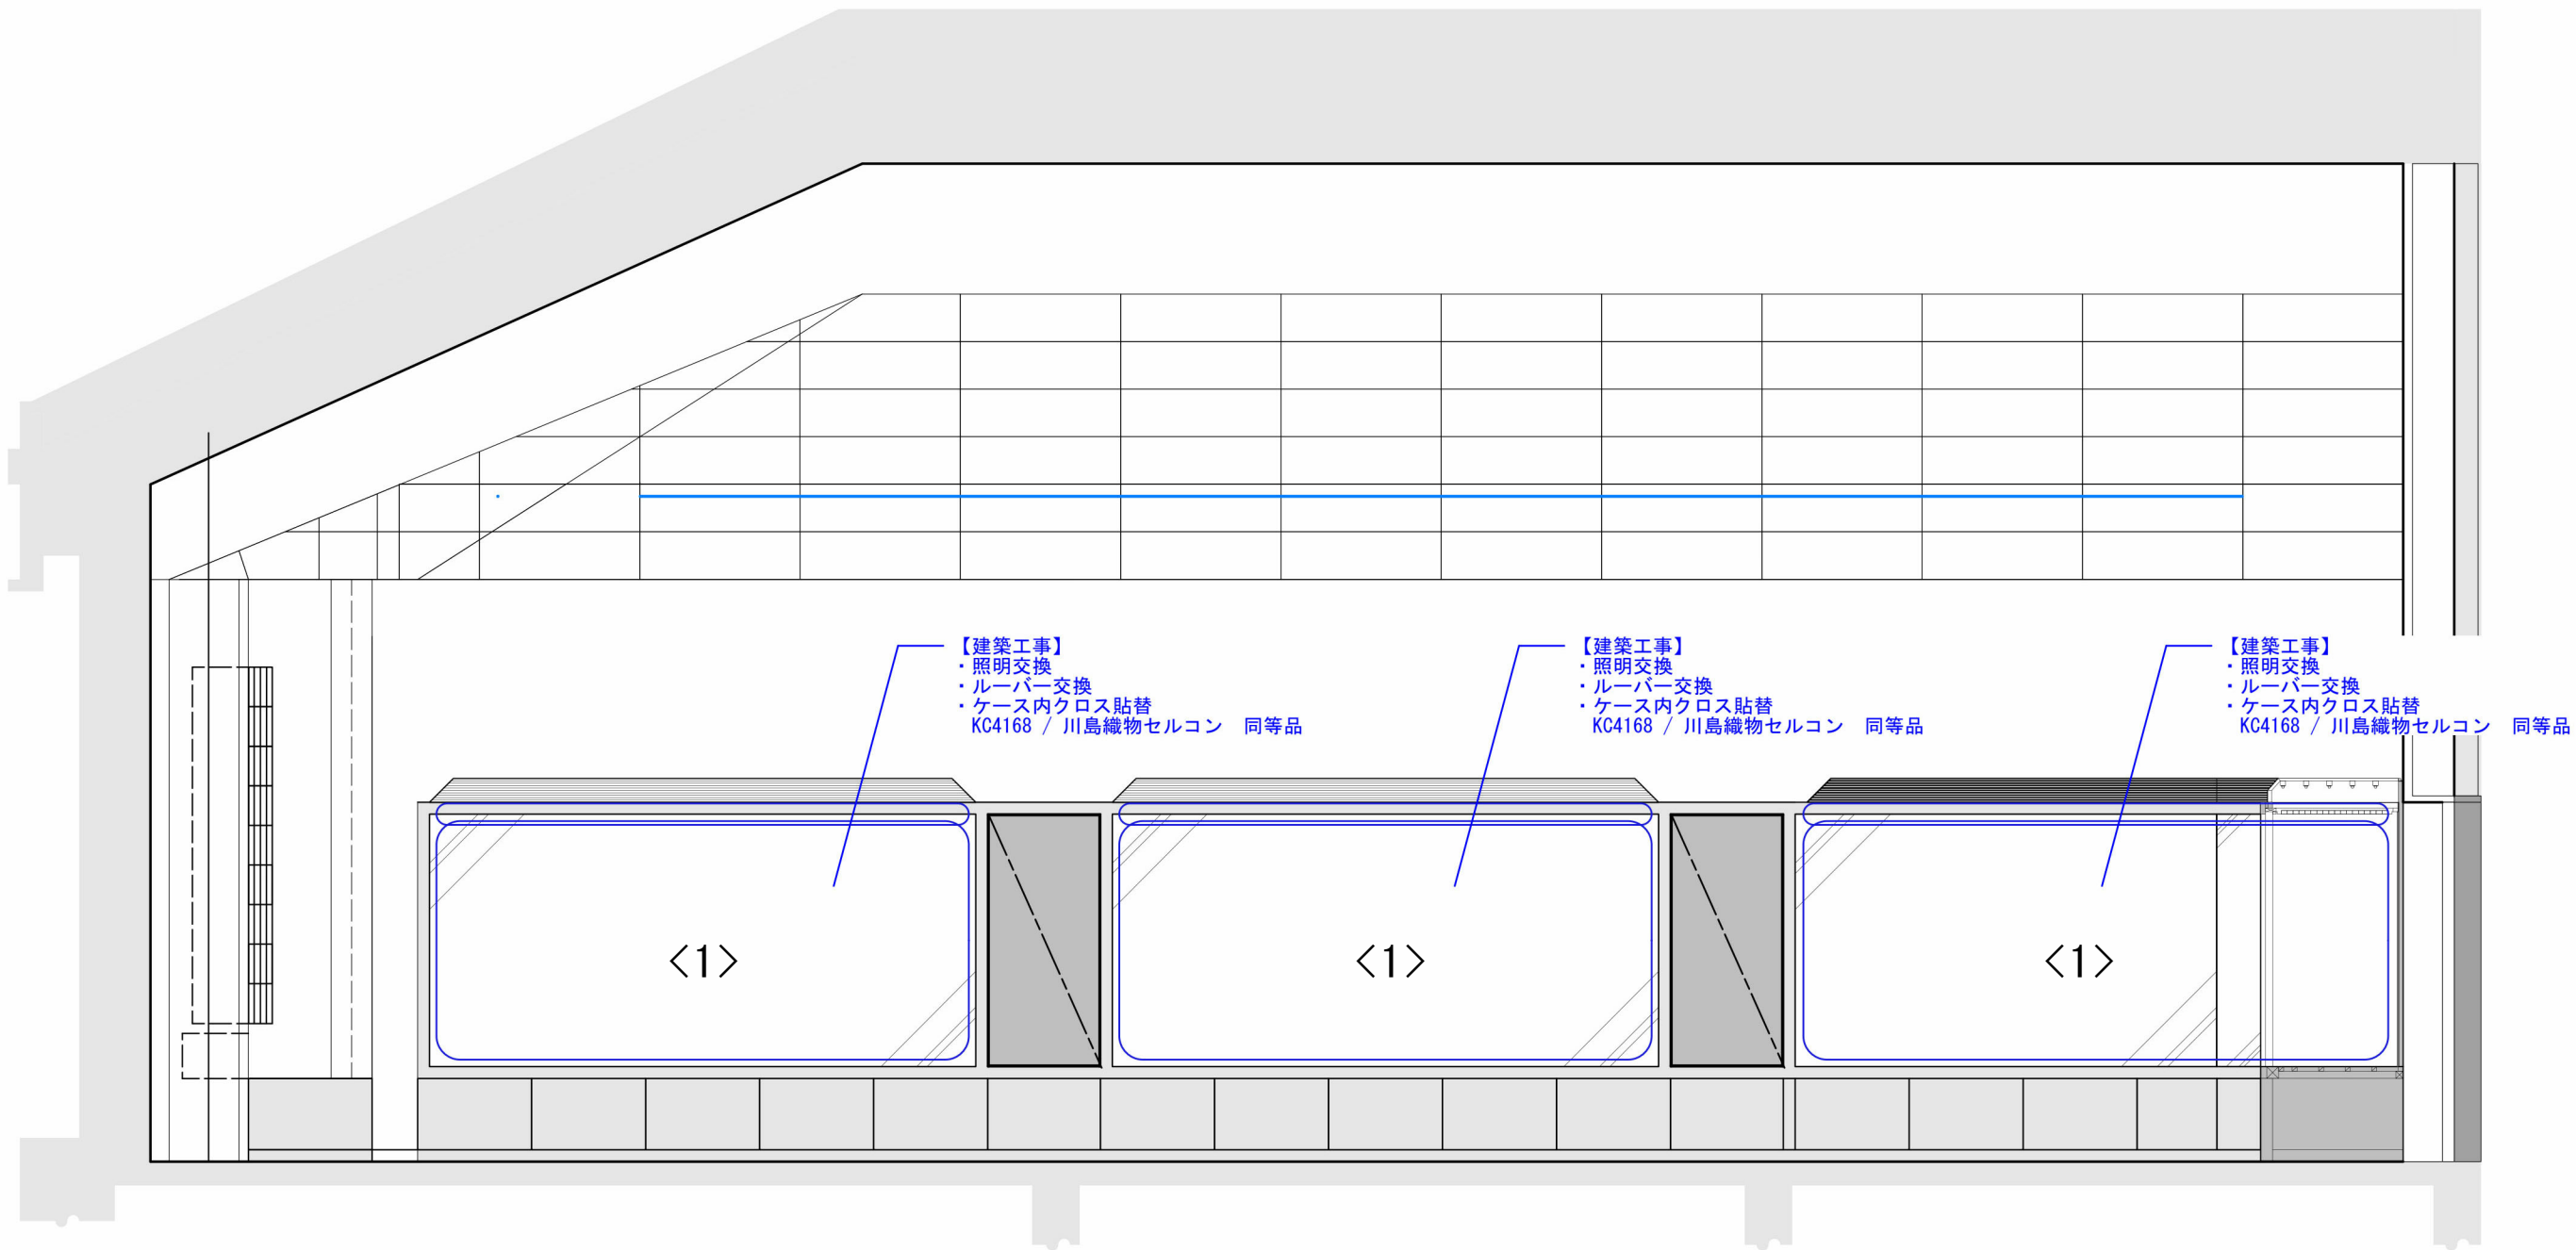 【建築工事】
・照明交換
・ルーバー交換
・ケース内クロス貼替
KC4168 / 川島織物セルコン　同等品
【建築工事】
・照明交換
・ルーバー交換
・ケース内クロス貼替
KC4168 / 川島織物セルコン　同等品
【建築工事】
・照明交換
・ルーバー交換
・ケース内クロス貼替
KC4168 / 川島織物セルコン　同等品
<1>
<1>
<1>